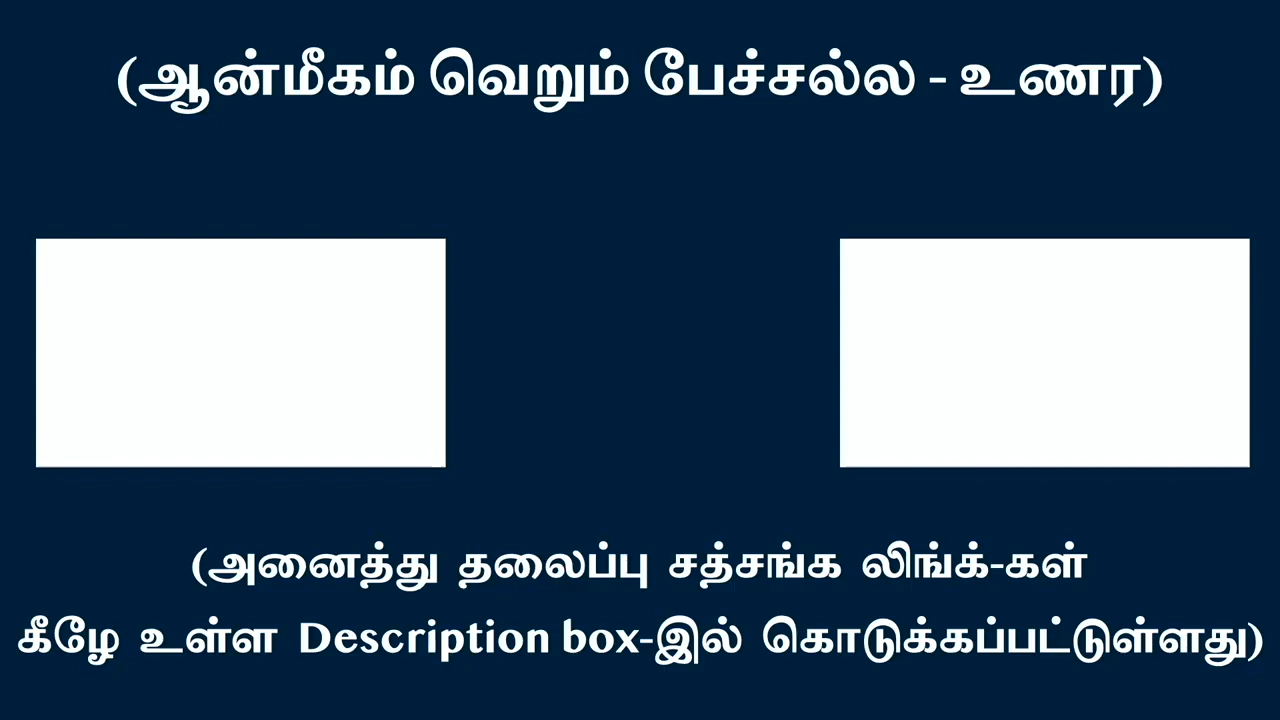 (ஆன்மீகம் வெறும் பேச்சல்ல - உணர)
(அனைத்து தலைப்பு சத்சங்க லிங்க்-கள்
கீழே உள்ள Description box-இல் கொடுக்கப்பட்டுள்ளது)